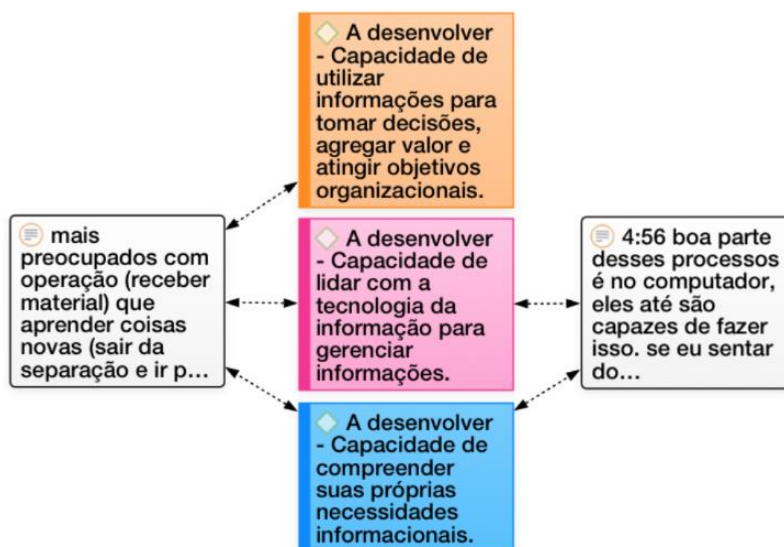 A desenvolver
- Capacidade de
utilizar
informações para
tomar decisões,
agregar valor e
atingir objetivos
organizacionais.
mais
preocupados com
operação (receber
material) que
aprender coisas
novas (sair da
separação e ir p...
A desenvolver
- Capacidade de
lidar com a
tecnologia da
informação para
gerenciar
informações.
4:56 boa parte
desses processos
é no computador,
eles até são
capazes de fazer
isso. se eu sentar
do...
A desenvolver
- Capacidade de
compreender
suas próprias
necessidades
informacionais.